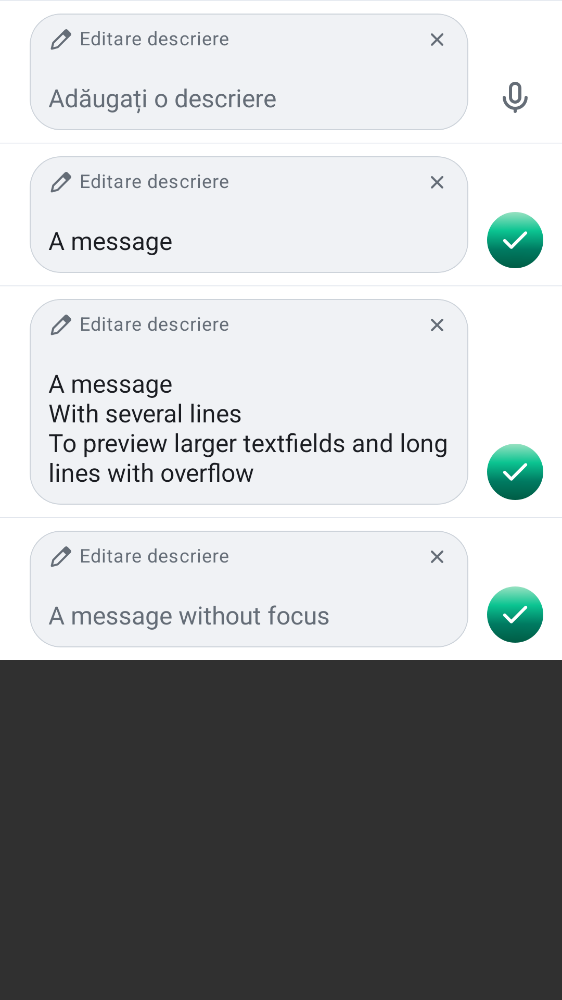 Editare descriere
Adăugați o descriere
Editare descriere
A message
Editare descriere
A message
With several lines
To preview larger textfields and long
lines with overflow
Editare descriere
A message without focus